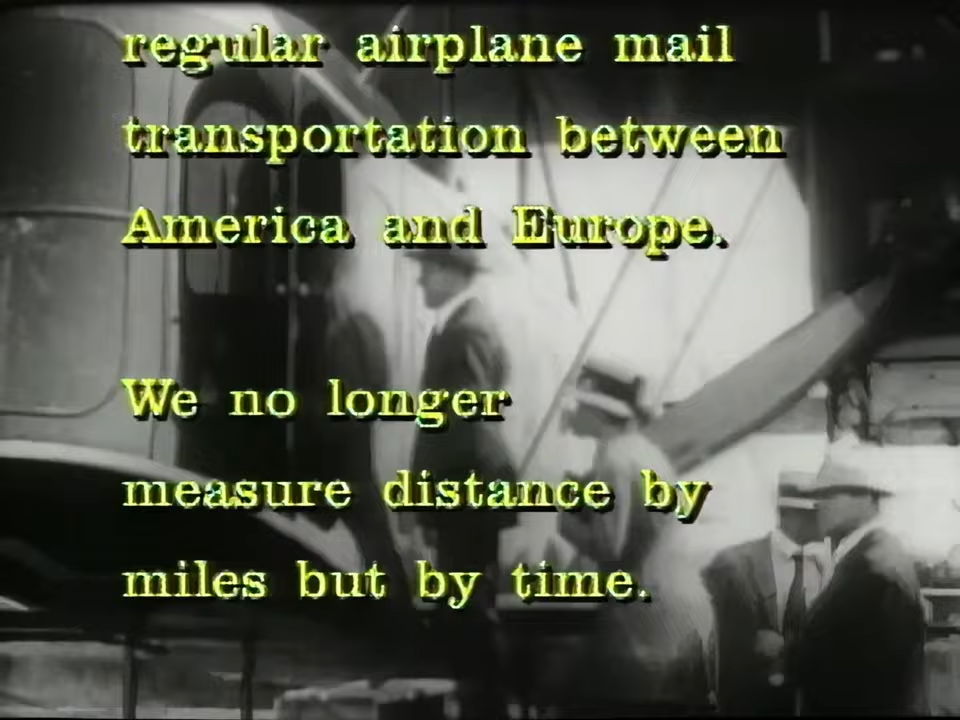 regular airplane mail
transportation between
America and Europe.
We no longer
measure distance by
miles but by time.